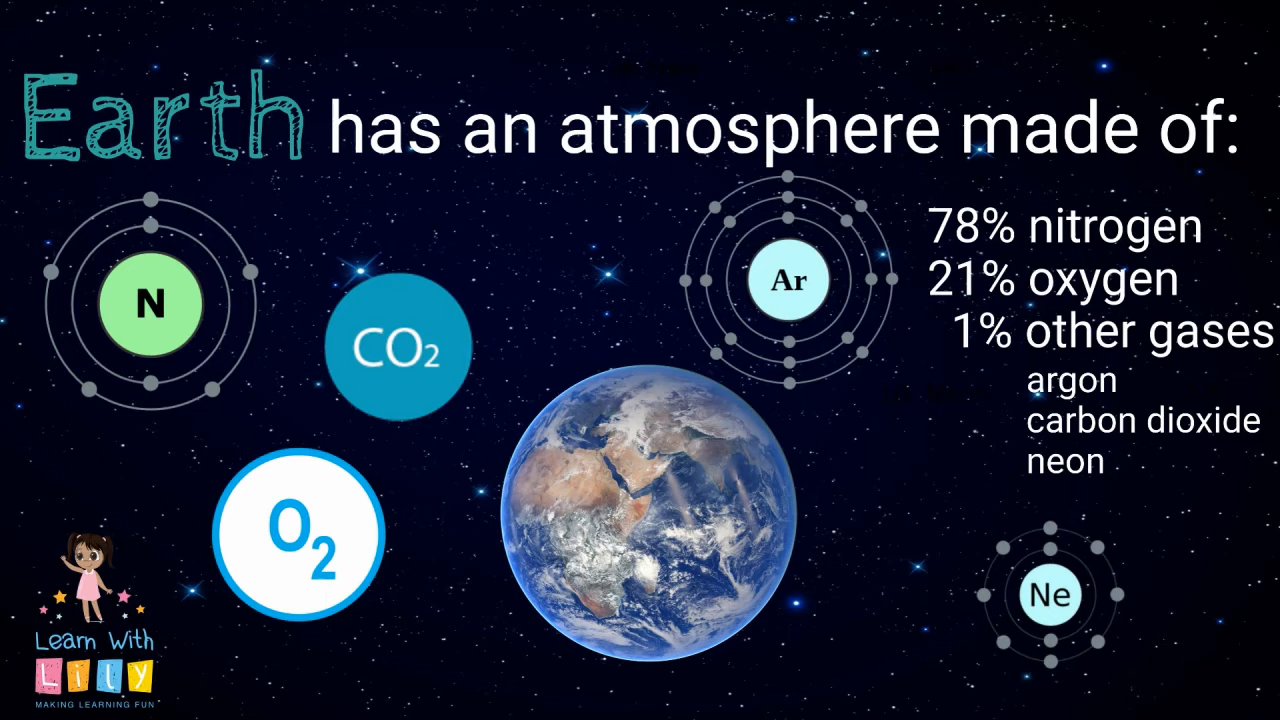 Earth has an atmosphere made of:
78% nitrogen
21% oxygen
1% other gases
argon
carbon dioxide
neon
N
CO₂
Ar
O₂
Ne
Learn With
Lily
MAKING LEARNING FUN